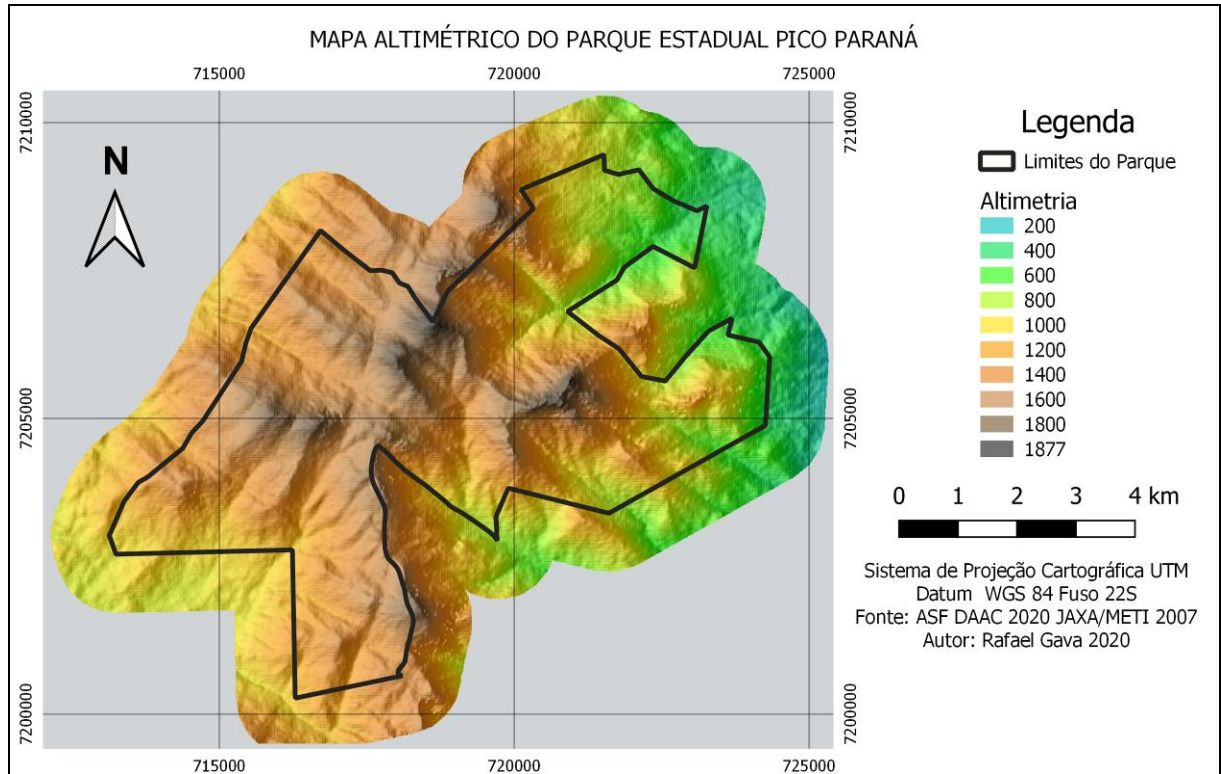 MAPA ALTIMÉTRICO DO PARQUE ESTADUAL PICO PARANÁ
715000 720000 725000
7210000 7210000
N
7205000 7205000
7200000 7200000
715000 720000 725000
Legenda
Limites do Parque
Altimetria
200
400
600
800
1000
1200
1400
1600
1800
1877
0 1 2 3 4 km
Sistema de Projeção Cartográfica UTM
Datum WGS 84 Fuso 22S
Fonte: ASF DAAC 2020 JAXA/METI 2007
Autor: Rafael Gava 2020